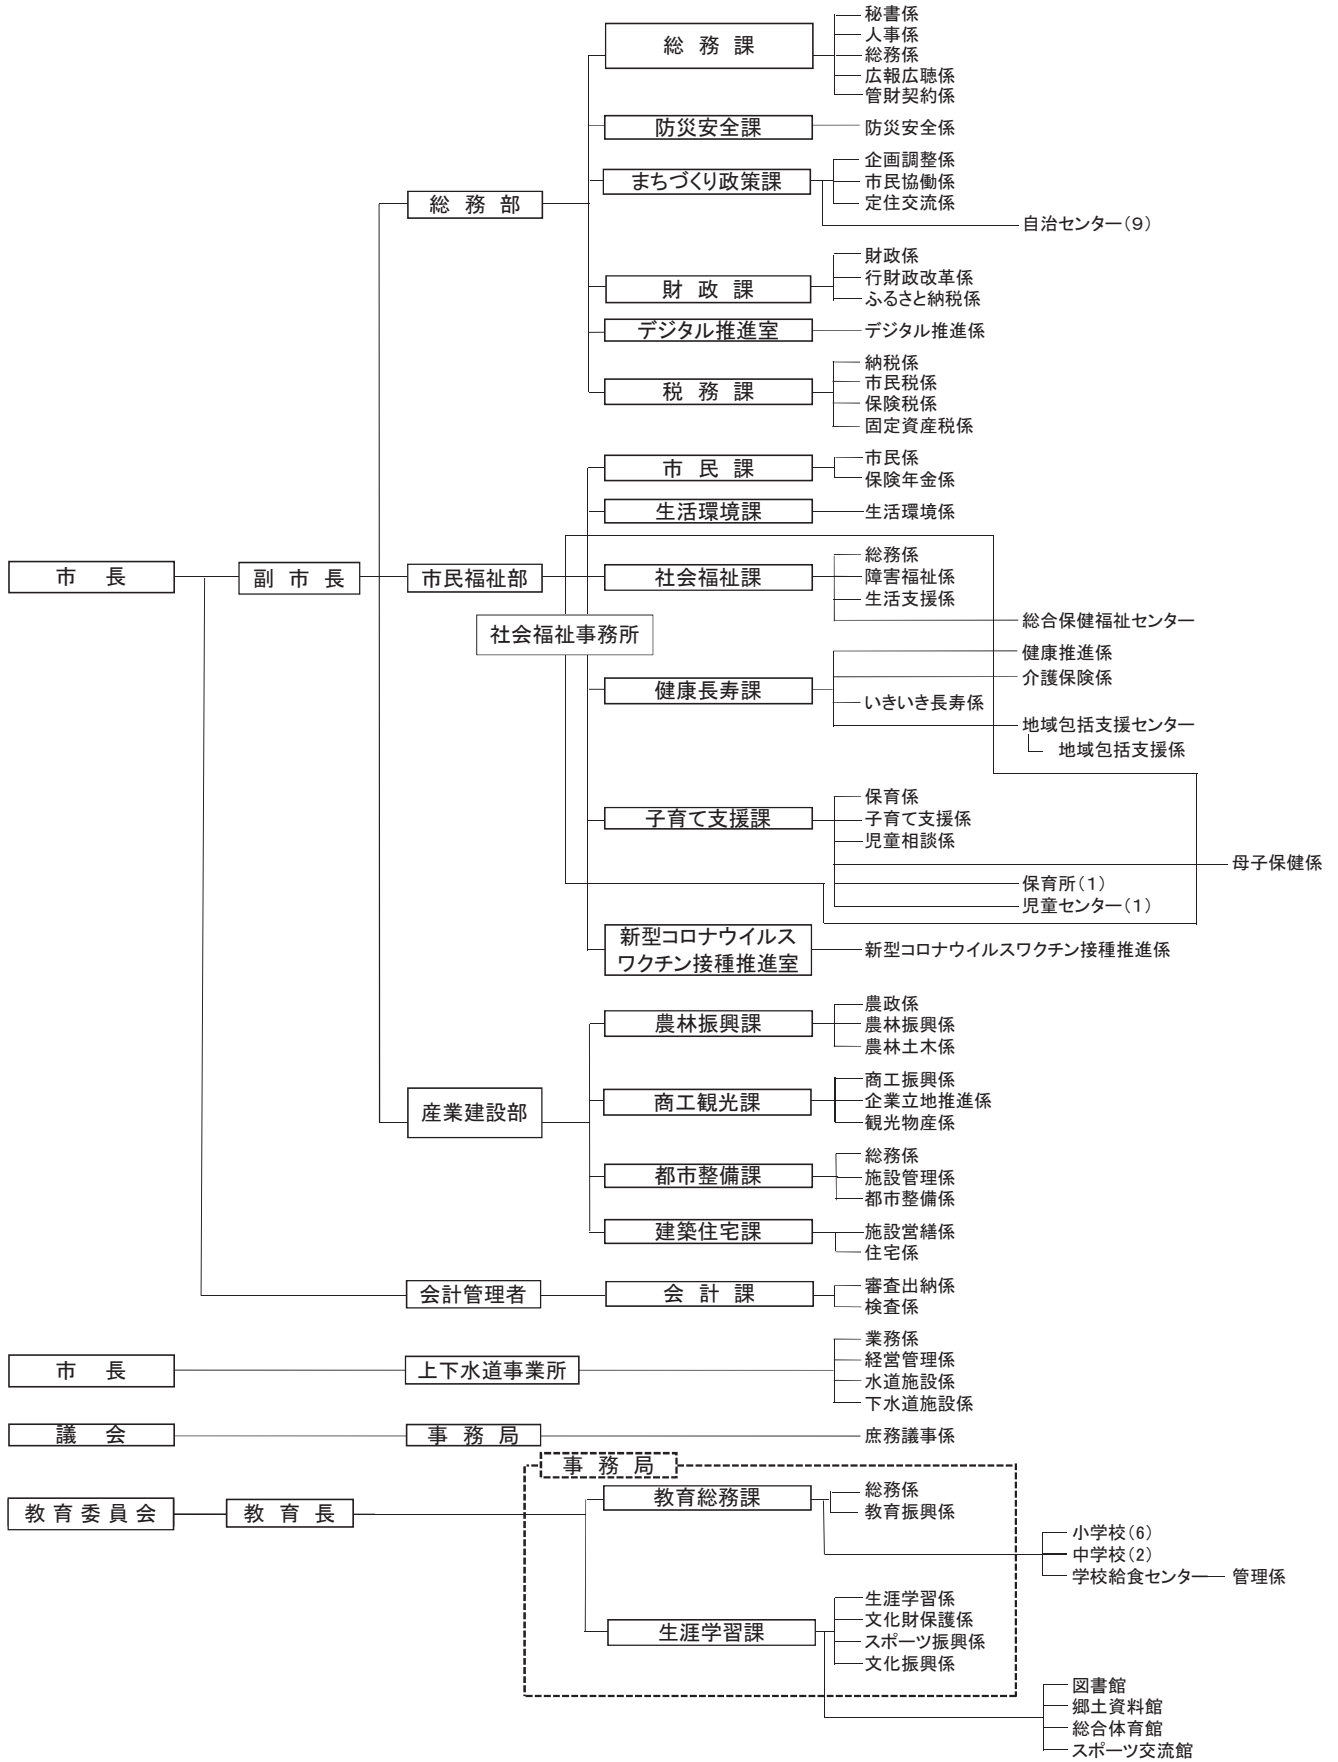 秘書係
人事係
総務課
総務係
広報広聴係
管財契約係
防災安全課
防災安全係
企画調整係
まちづくり政策課
市民協働係
定住交流係
総務部
自治センター(9)
財政係
財政課
行財政改革係
ふるさと納税係
デジタル推進室
デジタル推進係
納税係
市民税係
税務課
保険税係
固定資産税係
市民課
市民係
保険年金係
生活環境課
生活環境係
総務係
市長
副市長
市民福祉部
社会福祉課
障害福祉係
生活支援係
総合保健福祉センター
社会福祉事務所
健康推進係
介護保険係
健康長寿課
いきいき長寿係
地域包括支援センター
地域包括支援係
保育係
子育て支援課
子育て支援係
児童相談係
母子保健係
保育所(1)
児童センター(1)
新型コロナウイルス
ワクチン接種推進室
新型コロナウイルスワクチン接種推進係
農政係
農林振興課
農林振興係
農林土木係
商工振興係
産業建設部
商工観光課
企業立地推進係
観光物産係
総務係
都市整備課
施設管理係
都市整備係
建築住宅課
施設営繕係
住宅係
会計管理者
会計課
審査出納係
検査係
業務係
市長
上下水道事業所
経営管理係
水道施設係
下水道施設係
議会
事務局
庶務議事係
事務局
総務係
教育総務課
教育委員会
教育長
教育振興係
小学校(6)
中学校(2)
学校給食センター
管理係
生涯学習係
文化財保護係
生涯学習課
スポーツ振興係
文化振興係
図書館
郷土資料館
総合体育館
スポーツ交流館